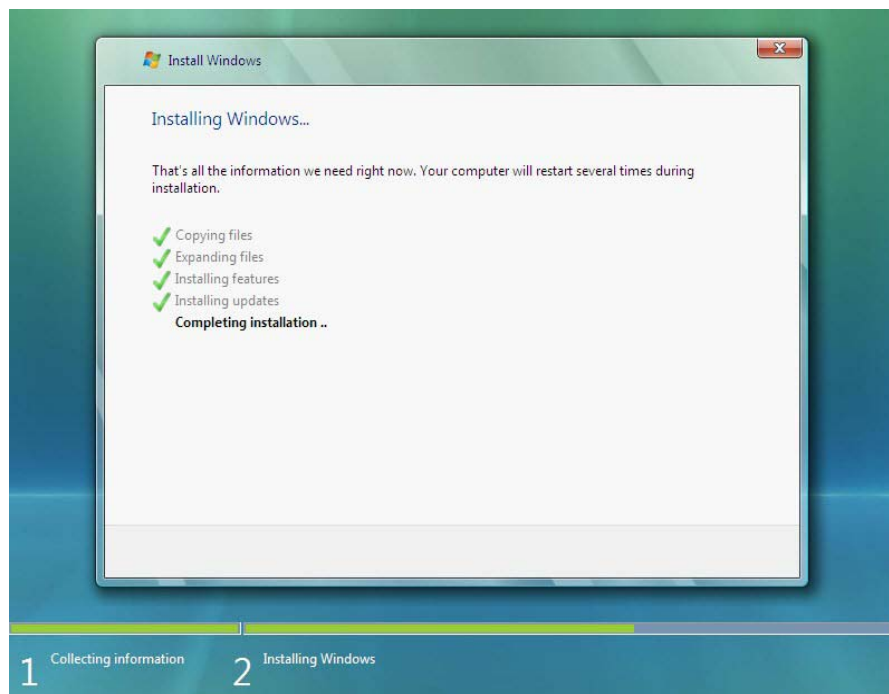 Install Windows
Installing Windows...
That's all the information we need right now. Your computer will restart several times during
installation.
Copying files
Expanding files
Installing features
Installing updates
Completing installation ..
1 Collecting information 2 Installing Windows